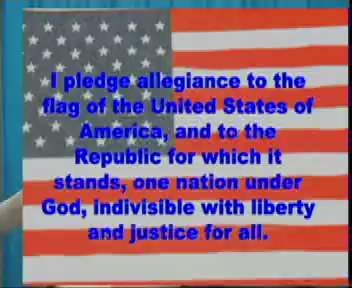 I pledge allegiance to the
flag of the United States of
America, and to the
Republic for which it
stands, one nation under
God, indivisible with liberty
and justice for all.